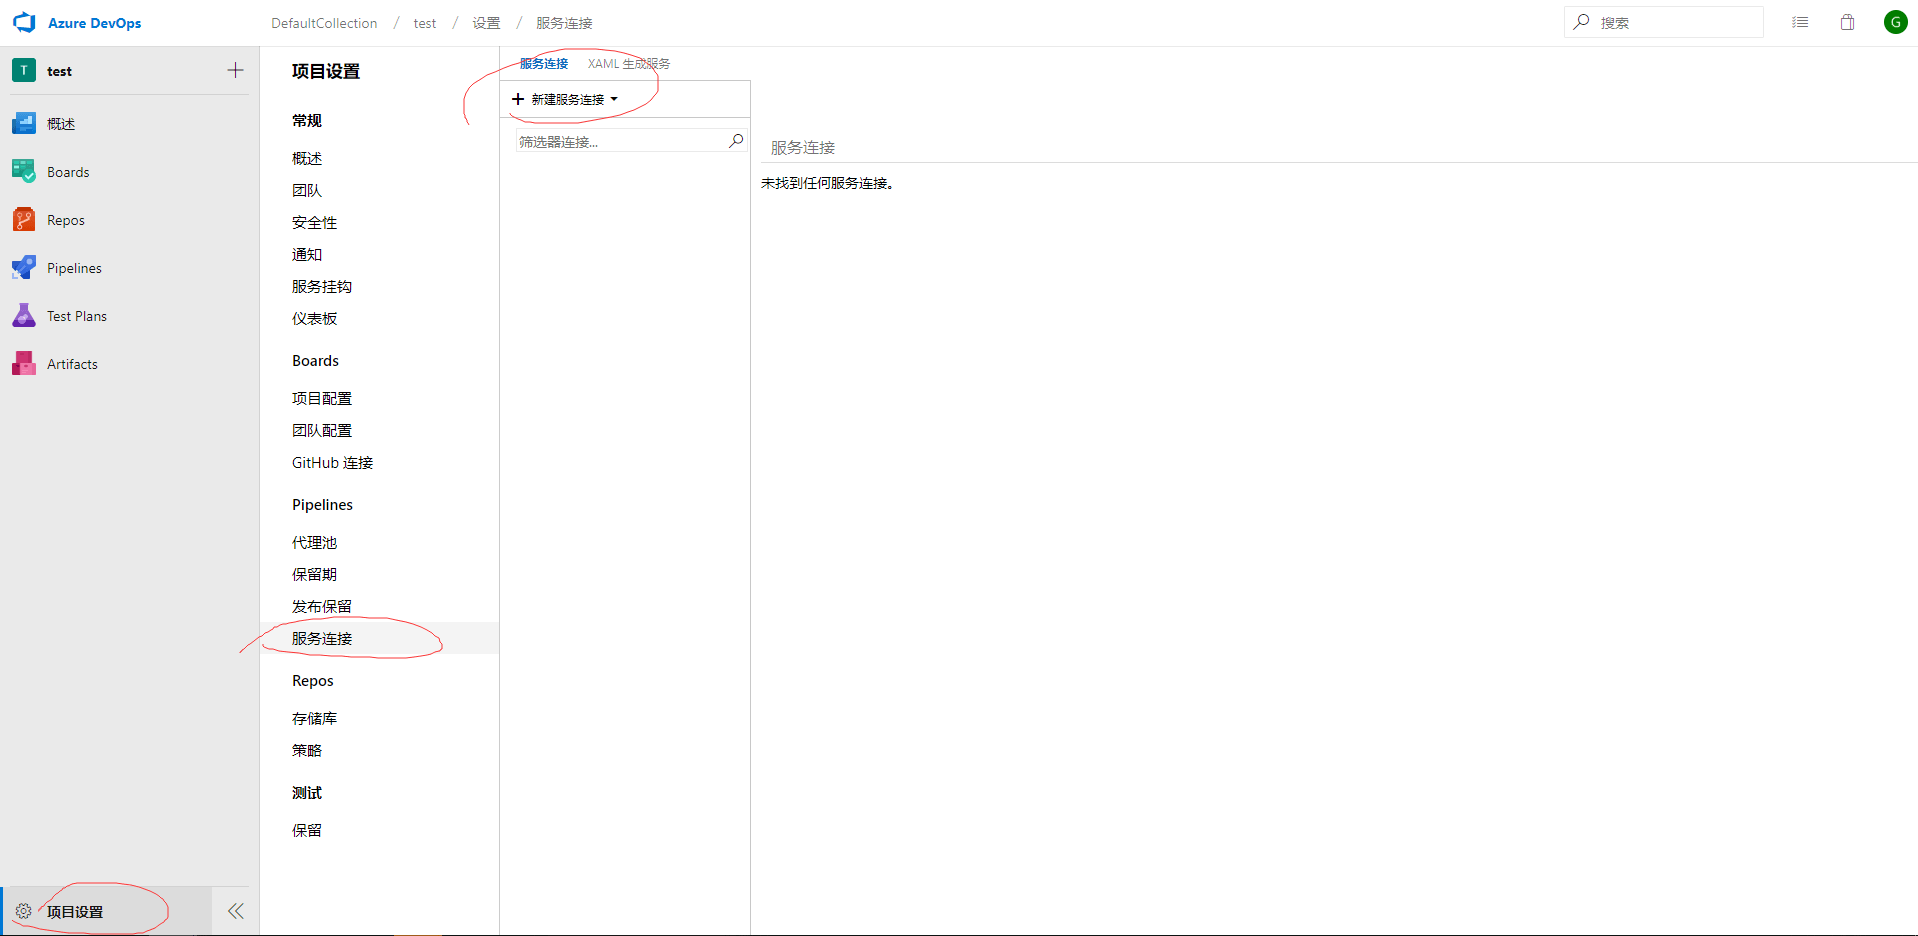 Azure DevOps
DefaultCollection / test / 设置 / 服务连接
搜索
G
T test
概述
Boards
Repos
Pipelines
Test Plans
Artifacts
项目设置
项目设置
常规
概述
团队
安全性
通知
服务挂钩
仪表板
Boards
项目配置
团队配置
GitHub 连接
Pipelines
代理池
保留期
发布保留
服务连接
Repos
存储库
策略
测试
保留
服务连接 XAML 生成服务
新建服务连接
筛选器连接...
服务连接
未找到任何服务连接。